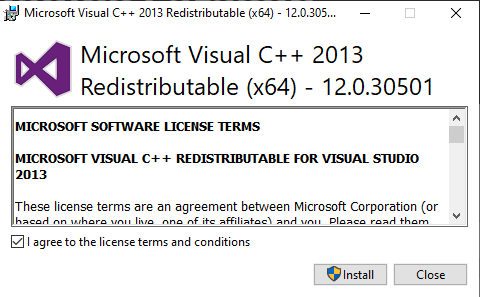 Microsoft Visual C++ 2013 Redistributable (x64) - 12.0.305...
Microsoft Visual C++ 2013
Redistributable (x64) - 12.0.30501
MICROSOFT SOFTWARE LICENSE TERMS
MICROSOFT VISUAL C++ REDISTRIBUTABLE FOR VISUAL STUDIO
2013
These license terms are an agreement between Microsoft Corporation (or
based on where you live, one of its affiliates) and you. Please read them
I agree to the license terms and conditions
Install
Close